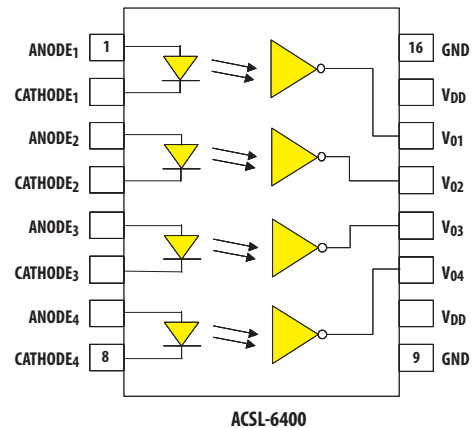 ANODE1 1 16 GND
CATHODE1 VDD
ANODE2 V01
CATHODE2 V02
ANODE3 V03
CATHODE3 V04
ANODE4 VDD
CATHODE4 8 9 GND
ACSL-6400